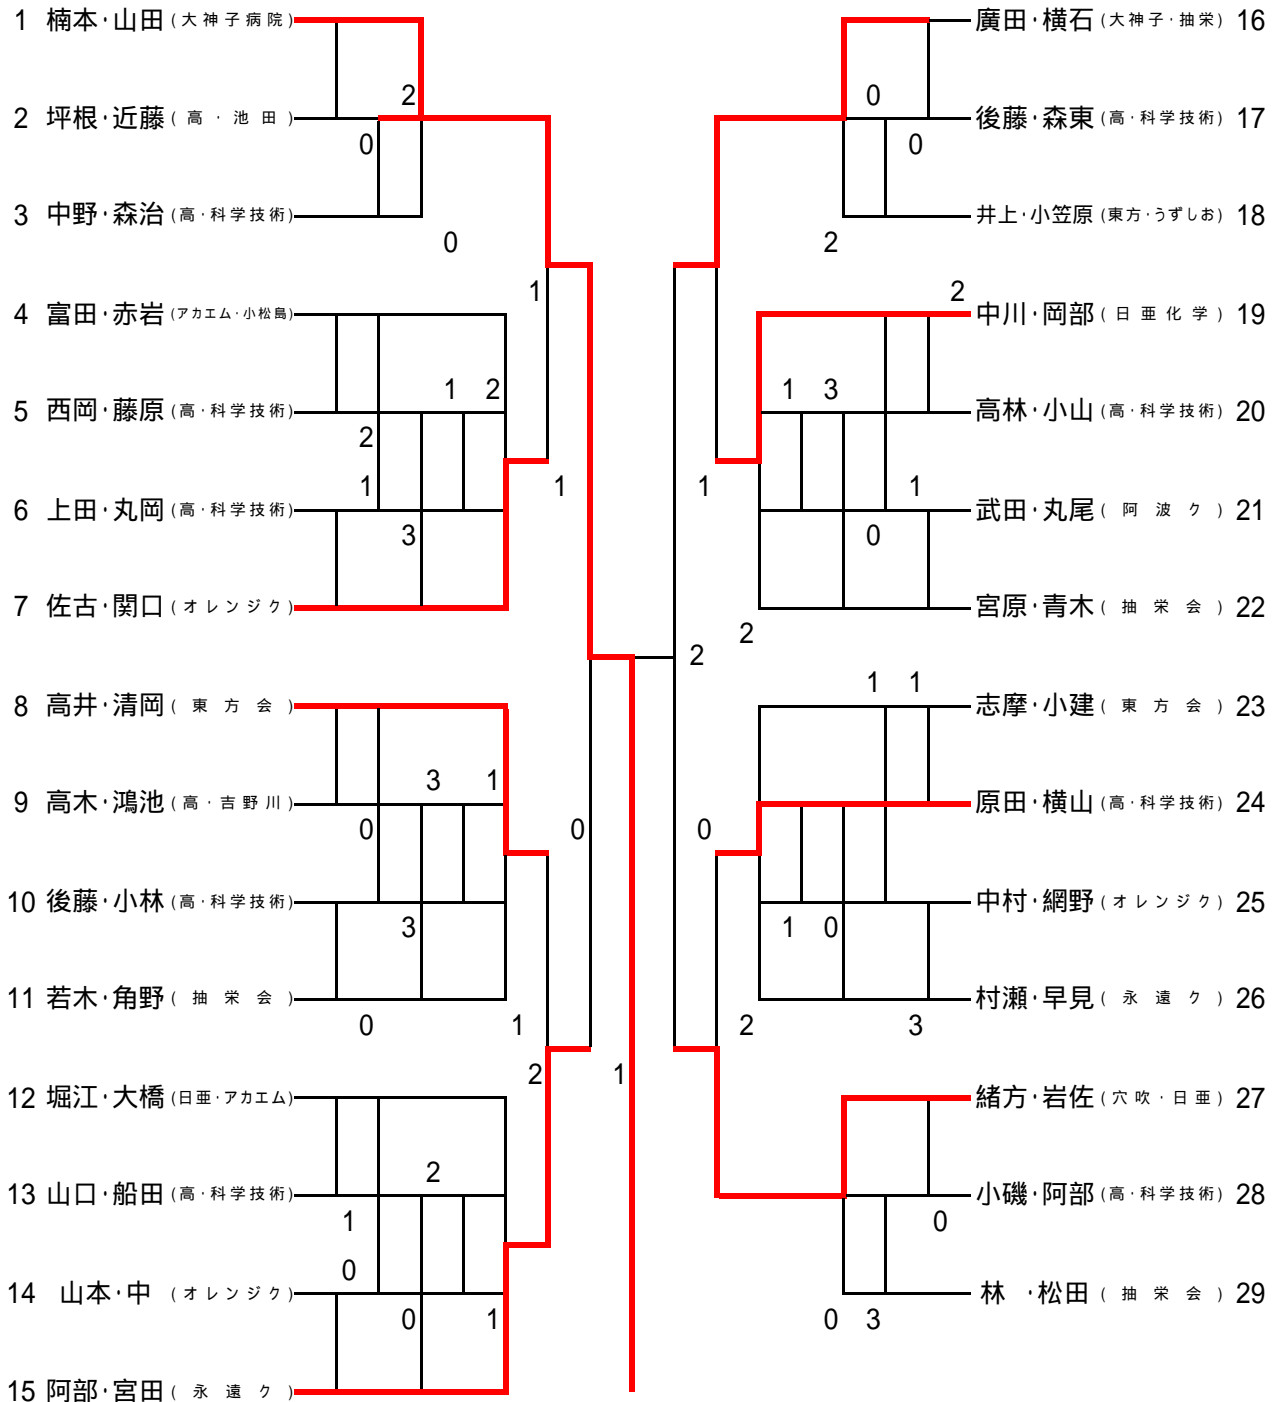 1 楠本・山田 (大神子病院)
2
2 坪根・近藤 (高・池田)
0
3 中野・森治 (高・科学技術)
0
1
4 富田・赤岩 (アカエム・小松島)
1 2
5 西岡・藤原 (高・科学技術)
2
1 1
6 上田・丸岡 (高・科学技術)
3
7 佐古・関口 (オレンジク)
8 高井・清岡 (東方会)
3 1
9 高木・鴻池 (高・吉野川)
0 0
10 後藤・小林 (高・科学技術)
3
11 若木・角野 (抽栄会)
0 1
2 1
12 堀江・大橋 (日亜・アカエム)
2
13 山口・船田 (高・科学技術)
1
0
14 山本・中 (オレンジク)
0 1
15 阿部・宮田 (永遠ク)
廣田・横石 (大神子・抽栄) 16
0
後藤・森東 (高・科学技術) 17
0
井上・小笠原 (東方・うずしお) 18
2
2
中川・岡部 (日亜化学) 19
1 3
高林・小山 (高・科学技術) 20
1 1
武田・丸尾 (阿波ク) 21
0
宮原・青木 (抽栄会) 22
2
2
1 1
志摩・小建 (東方会) 23
原田・横山 (高・科学技術) 24
0
中村・網野 (オレンジク) 25
1 0
村瀬・早見 (永遠ク) 26
2 3
緒方・岩佐 (穴吹・日亜) 27
小磯・阿部 (高・科学技術) 28
0
林・松田 (抽栄会) 29
0 3